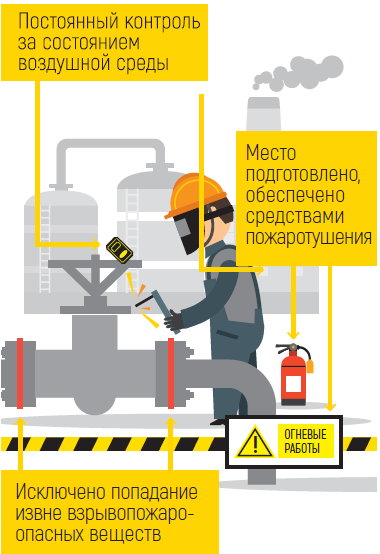 Постоянный контроль
за состоянием
воздушной среды
Место
подготовлено,
обеспечено
средствами
пожаротушения
ОГНЕВЫЕ
РАБОТЫ
Исключено попадание
извне взрывопожаро-
опасных веществ